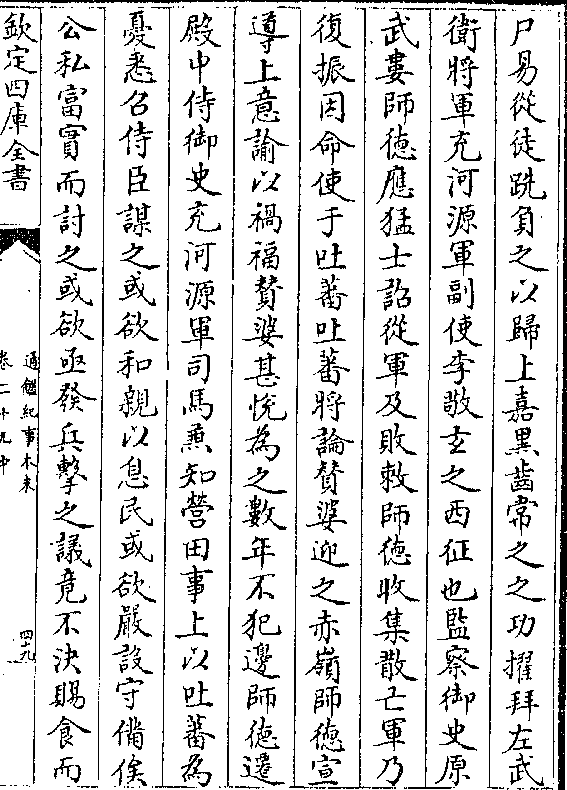 尸易從徒跣負之以歸上嘉黑齒常之之功擢拜左武
衛將軍充河源軍副使李敬玄之西征也監察御史原
武婁師徳應猛士詔從軍及敗敕師徳收集散亡軍乃
復振因命使于吐蕃吐蕃將論賛婆迎之赤嶺師徳宣
導上意諭以禍福賛婆甚悦為之數年不犯邊師徳遷
殿中侍御史充河源軍司馬兼知營田事上以吐蕃為
憂悉召侍臣謀之或欲和親以息民或欲嚴設守備俟
公私富實而討之或欲亟發兵擊之議竟不決賜食而
欽定四庫全書
通鑑紀事本末
卷二十九中
四十九